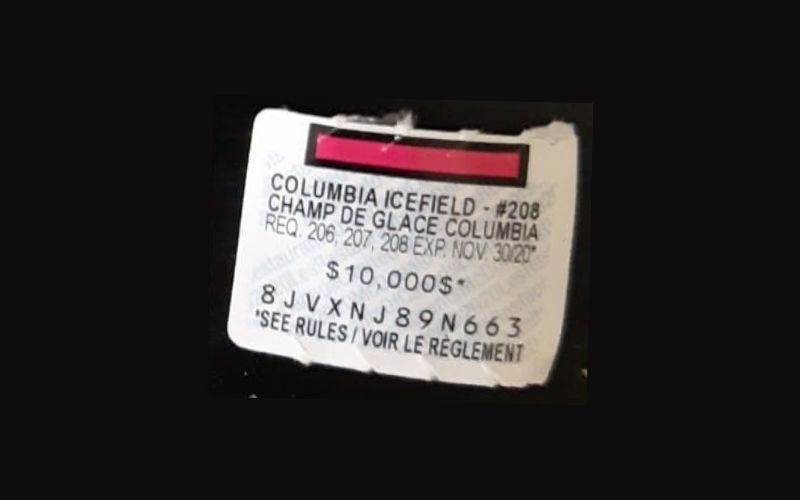 COLUMBIA ICEFIELD - #208
CHAMP DE GLACE COLUMBIA
REQ. 206, 207, 208 EXP. NOV. 30/20*
$10,000$*
8JVXNJ89N663
*SEE RULES / VOIR LE RÈGLEMENT